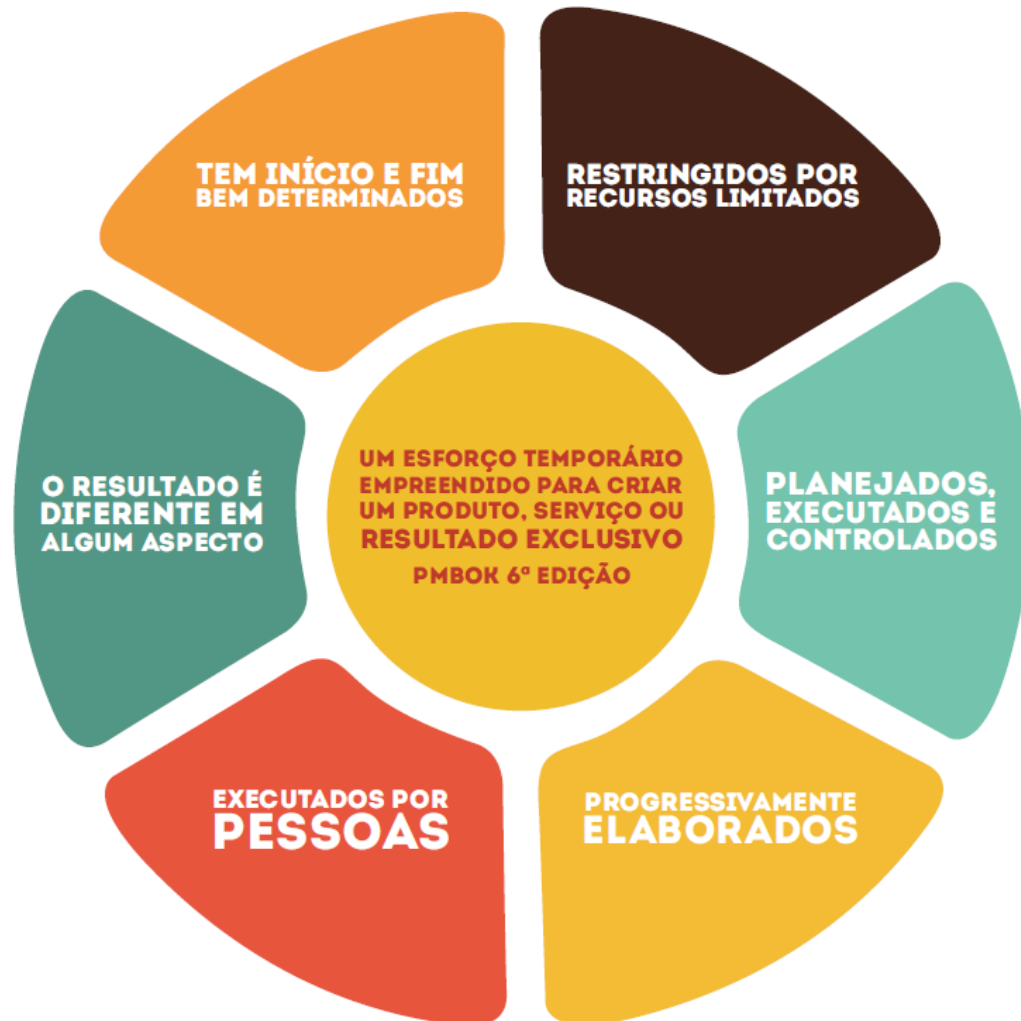 TEM INÍCIO E FIM
BEM DETERMINADOS
RESTRINGIDOS POR
RECURSOS LIMITADOS
O RESULTADO É
DIFERENTE EM
ALGUM ASPECTO
UM ESFORÇO TEMPORÁRIO
EMPREENDIDO PARA CRIAR
UM PRODUTO, SERVIÇO OU
RESULTADO EXCLUSIVO
PMBOK 6ª EDIÇÃO
PLANEJADOS,
EXECUTADOS E
CONTROLADOS
EXECUTADOS POR
PESSOAS
PROGRESSIVAMENTE
ELABORADOS